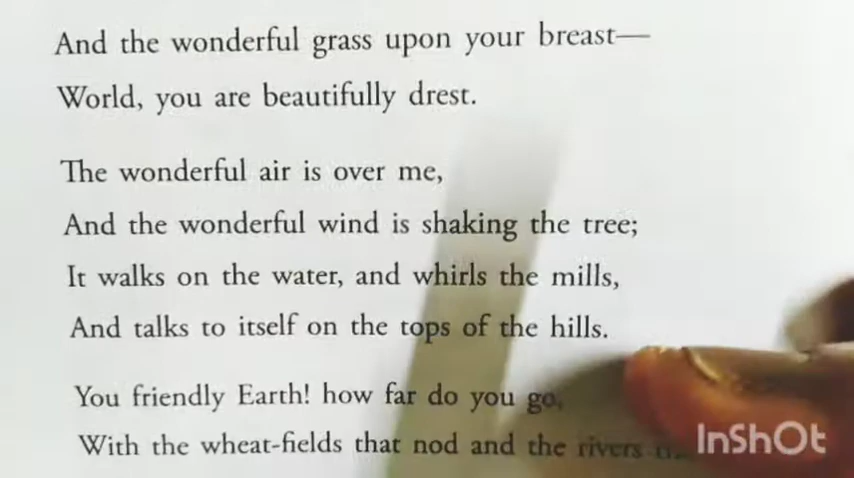 And the wonderful grass upon your breast—
World, you are beautifully drest.
The wonderful air is over me,
And the wonderful wind is shaking the tree;
It walks on the water, and whirls the mills,
And talks to itself on the tops of the hills.
You friendly Earth! how far do you go,
With the wheat-fields that nod and the rivers
InShOt